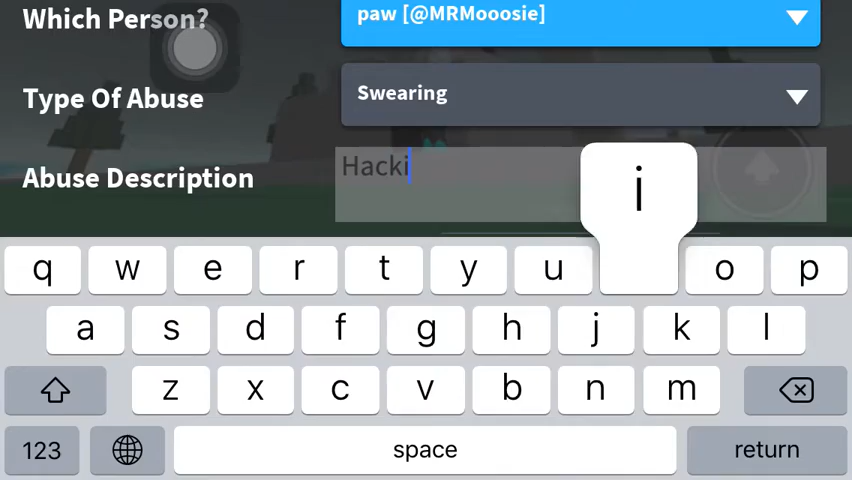 Which Person?
paw [@MRMooosie]
Type Of Abuse
Swearing
Abuse Description
Hacki
i
q w e r t y u o p
a s d f g h j k l
z x c v b n m
123 space return